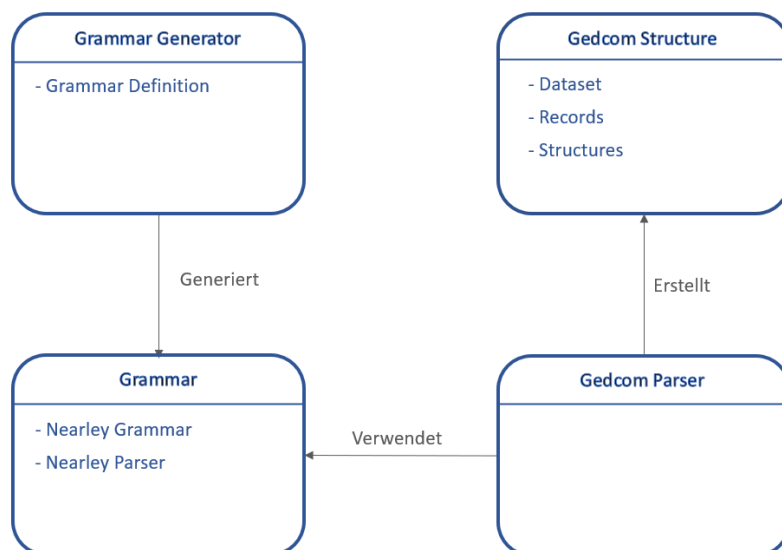 Grammar Generator
- Grammar Definition
Gedcom Structure
- Dataset
- Records
- Structures
Generiert
Erstellt
Grammar
- Nearley Grammar
- Nearley Parser
Verwendet
Gedcom Parser